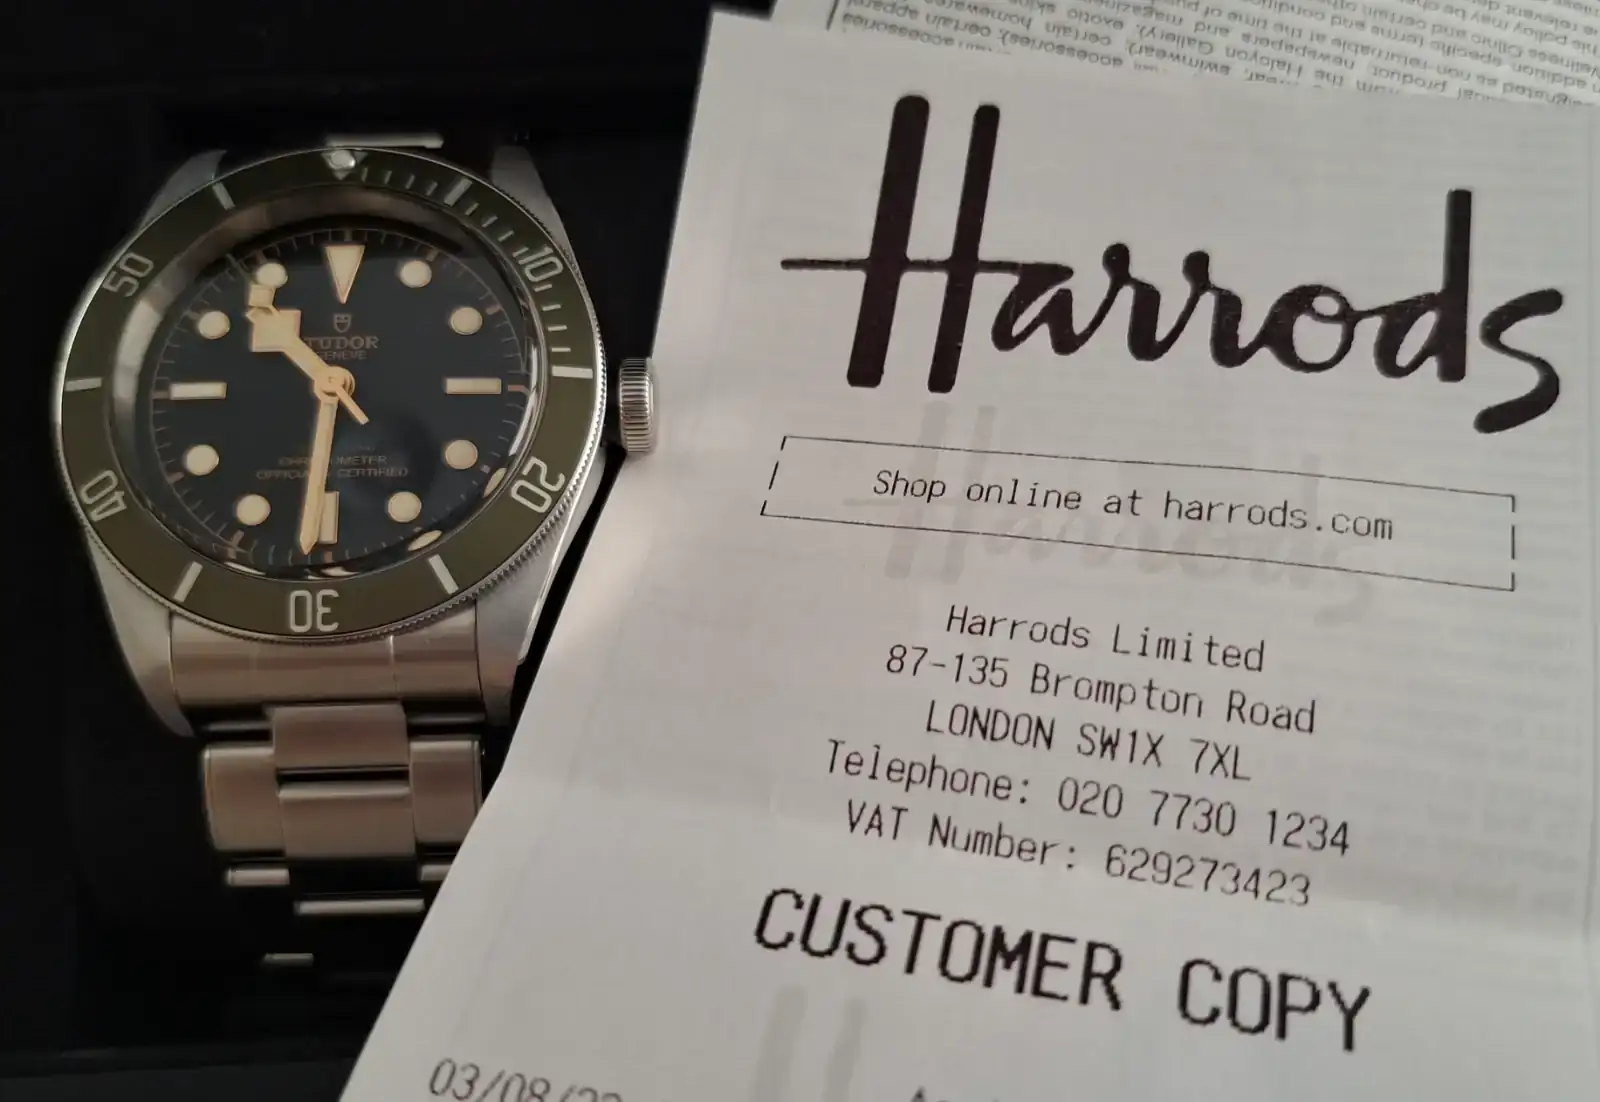 50
10
TUDOR
GENEVE
40
20
CHRONOMETER
OFFICIALLY CERTIFIED
30
Harrods
Shop online at harrods.com
Harrods Limited
87-135 Brompton Road
LONDON SW1X 7XL
Telephone: 020 7730 1234
VAT Number: 629273423
CUSTOMER COPY
03/08/22